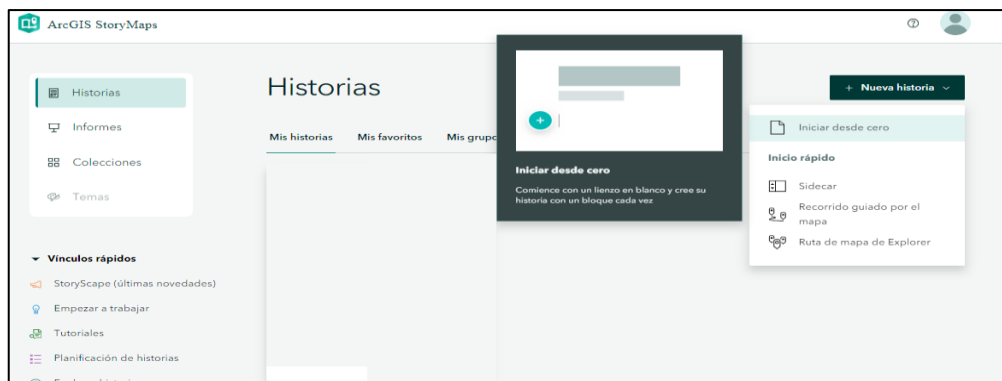 ArcGIS StoryMaps
Historias
Informes
Colecciones
Temas
Vínculos rápidos
StoryScape (últimas novedades)
Empezar a trabajar
Tutoriales
Planificación de historias
Historias
Mis historias Mis favoritos Mis grupo
Iniciar desde cero
Comience con un lienzo en blanco y cree su
historia con un bloque cada vez
+ Nueva historia
Iniciar desde cero
Inicio rápido
Sidecar
Recorrido guiado por el
mapa
Ruta de mapa de Explorer